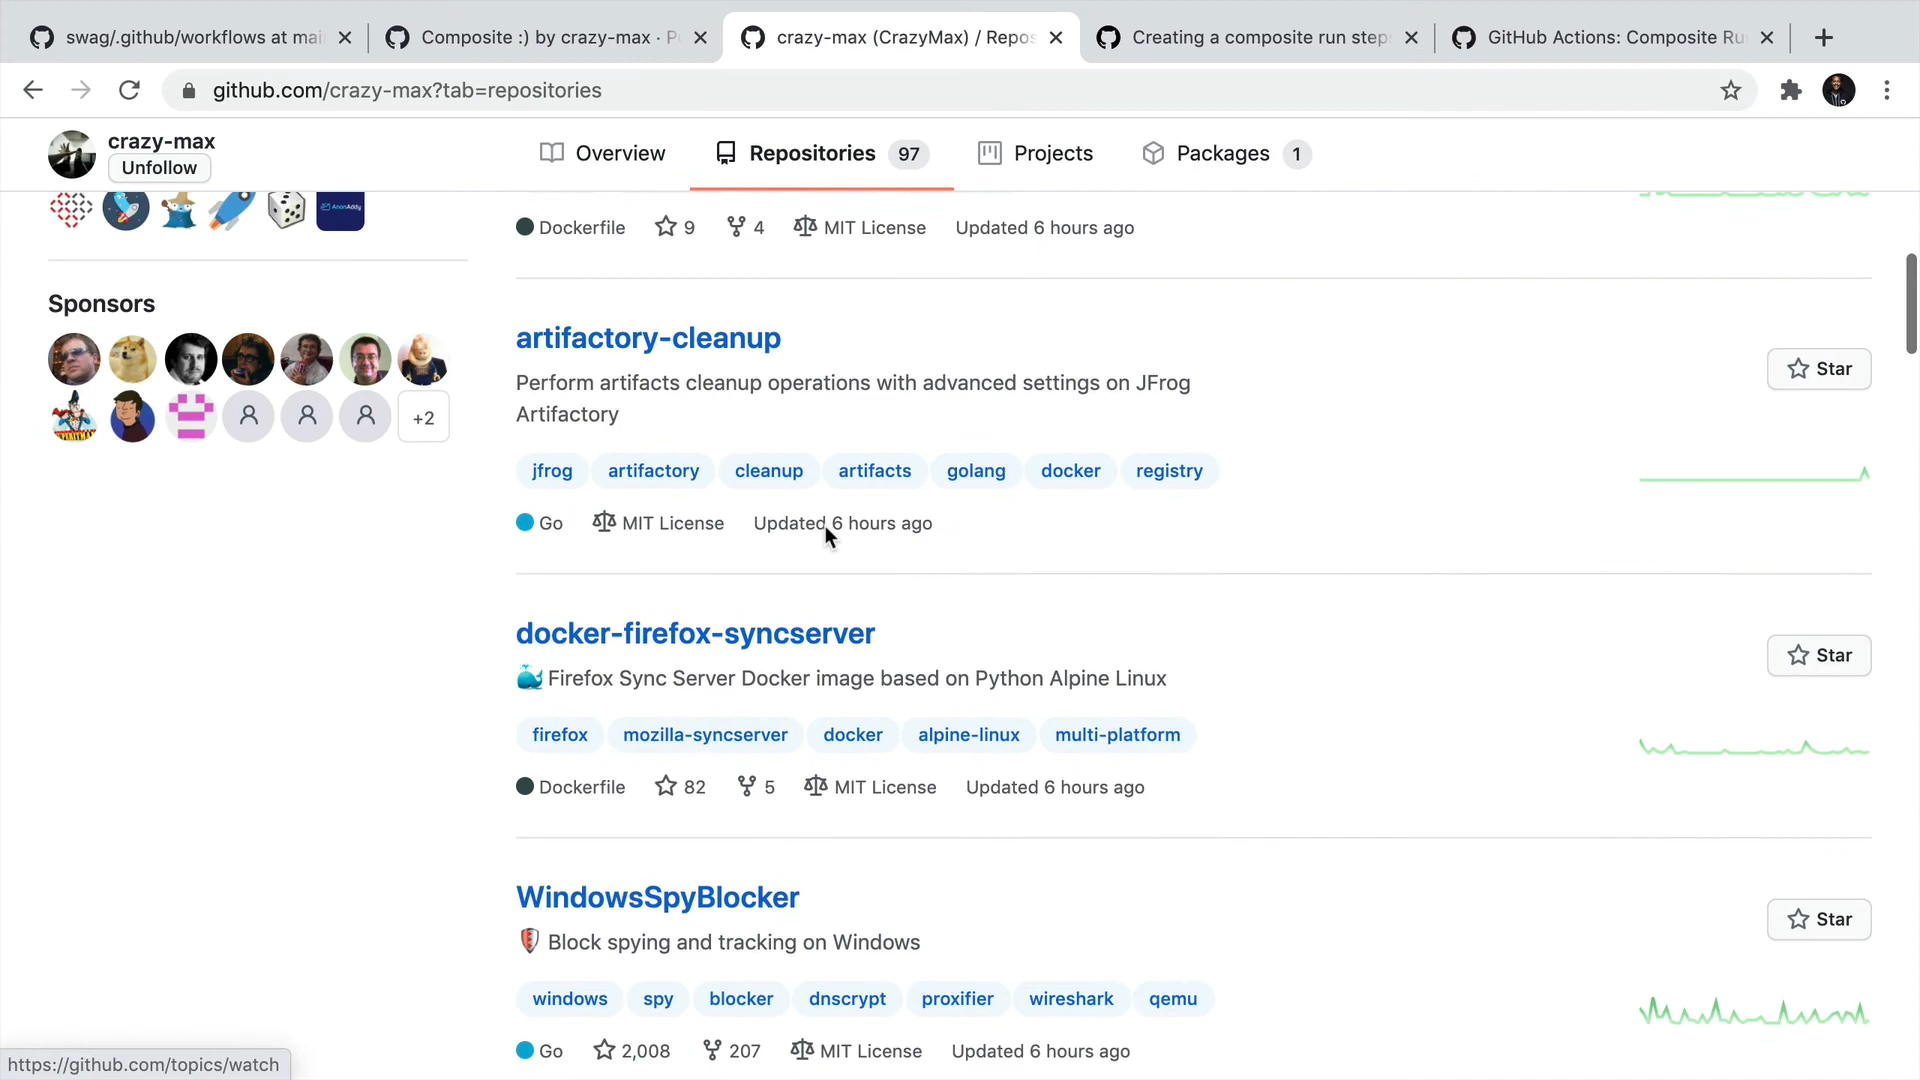 swag/.github/workflows at mai
Composite :) by crazy-max · P
crazy-max (CrazyMax) / Repos
Creating a composite run step
GitHub Actions: Composite Ru
github.com/crazy-max?tab=repositories
crazy-max
Unfollow
Overview
Repositories 97
Projects
Packages 1
AnonAddy
Dockerfile 9 4 MIT License Updated 6 hours ago
Sponsors
+2
artifactory-cleanup
Star
Perform artifacts cleanup operations with advanced settings on JFrog
Artifactory
jfrog artifactory cleanup artifacts golang docker registry
Go MIT License Updated 6 hours ago
docker-firefox-syncserver
Star
Firefox Sync Server Docker image based on Python Alpine Linux
firefox mozilla-syncserver docker alpine-linux multi-platform
Dockerfile 82 5 MIT License Updated 6 hours ago
WindowsSpyBlocker
Star
Block spying and tracking on Windows
windows spy blocker dnscrypt proxifier wireshark qemu
Go 2,008 207 MIT License Updated 6 hours ago
https://github.com/topics/watch